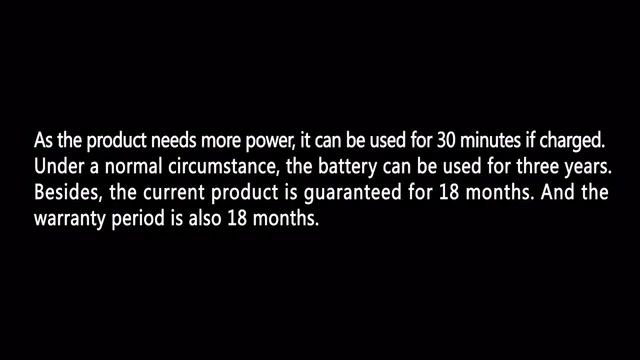 As the product needs more power, it can be used for 30 minutes if charged.
Under a normal circumstance, the battery can be used for three years.
Besides, the current product is guaranteed for 18 months. And the
warranty period is also 18 months.